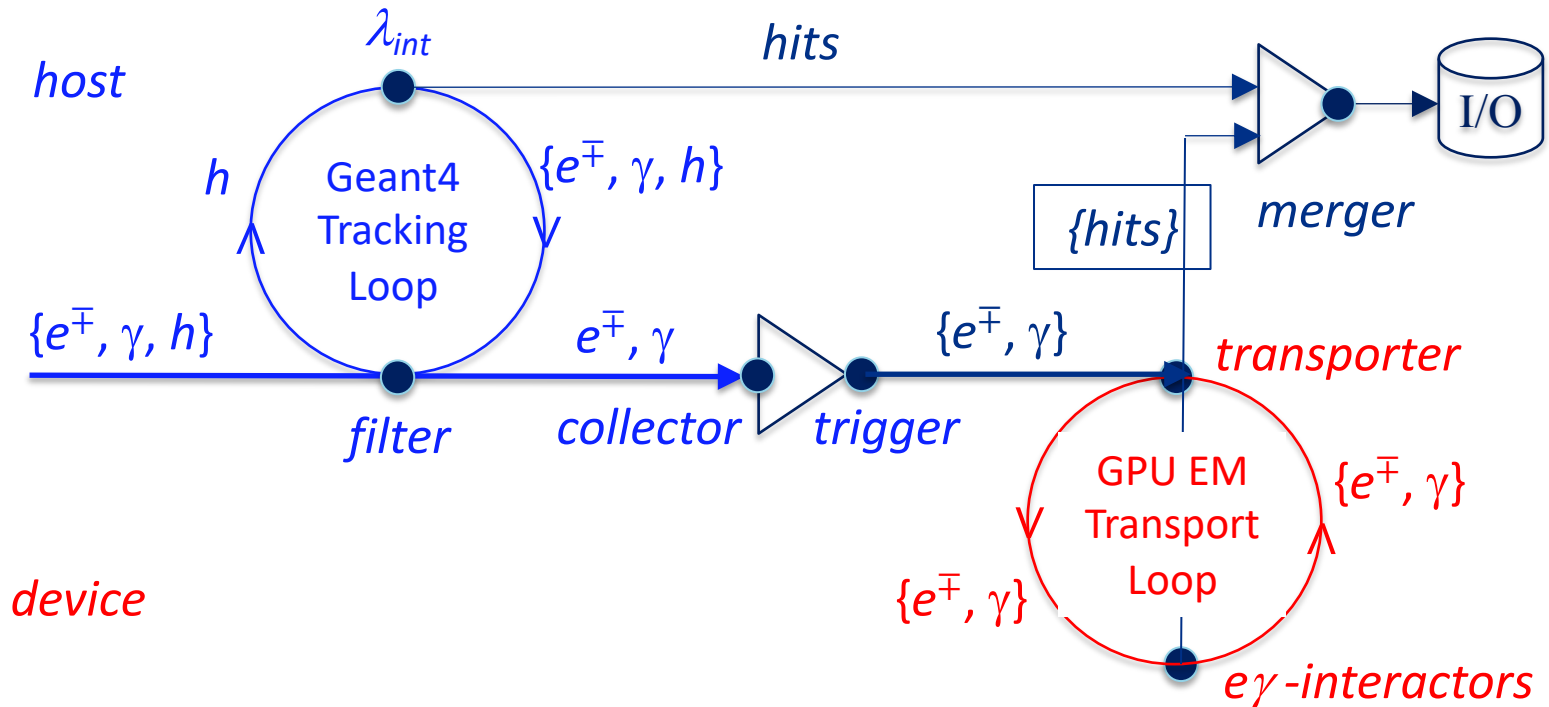 λint
hits
host
I/O
h
Geant4
Tracking
Loop
{e∓, γ, h}
{hits}
merger
{e∓, γ, h}
e∓, γ
{e∓, γ}
transporter
filter
collector
trigger
GPU EM
Transport
Loop
{e∓, γ}
{e∓, γ}
device
eγ-interactors